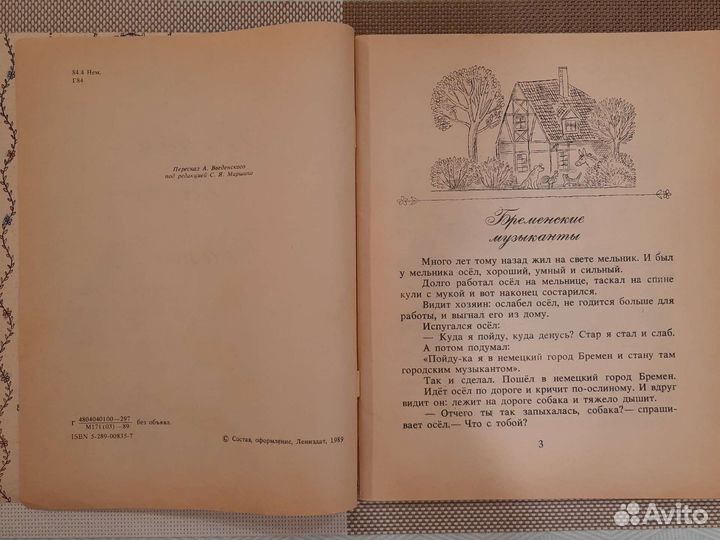 84.4 Нем.
Г84
Пересказ А. Введенского
под редакцией С. Я. Маршака
Г 4804040100—297
М171(03)—89 без объявл.
ISBN 5-289-00835-7
© Состав, оформление, Лениздат, 1989
Бременские
музыканты
Много лет тому назад жил на свете мельник. И был
у мельника осёл, хороший, умный и сильный.
Долго работал осёл на мельнице, таскал на спине
кули с мукой и вот наконец состарился.
Видит хозяин: ослабел осёл, не годится больше для
работы, и выгнал его из дому.
Испугался осёл:
— Куда я пойду, куда денусь? Стар я стал и слаб.
А потом подумал:
«Пойду-ка я в немецкий город Бремен и стану там
городским музыкантом».
Так и сделал. Пошёл в немецкий город Бремен.
Идёт осёл по дороге и кричит по-ослиному. И вдруг
видит он: лежит на дороге собака и тяжело дышит.
— Отчего ты так запыхалась, собака?— спраши-
вает осёл.— Что с тобой?
3
Avito